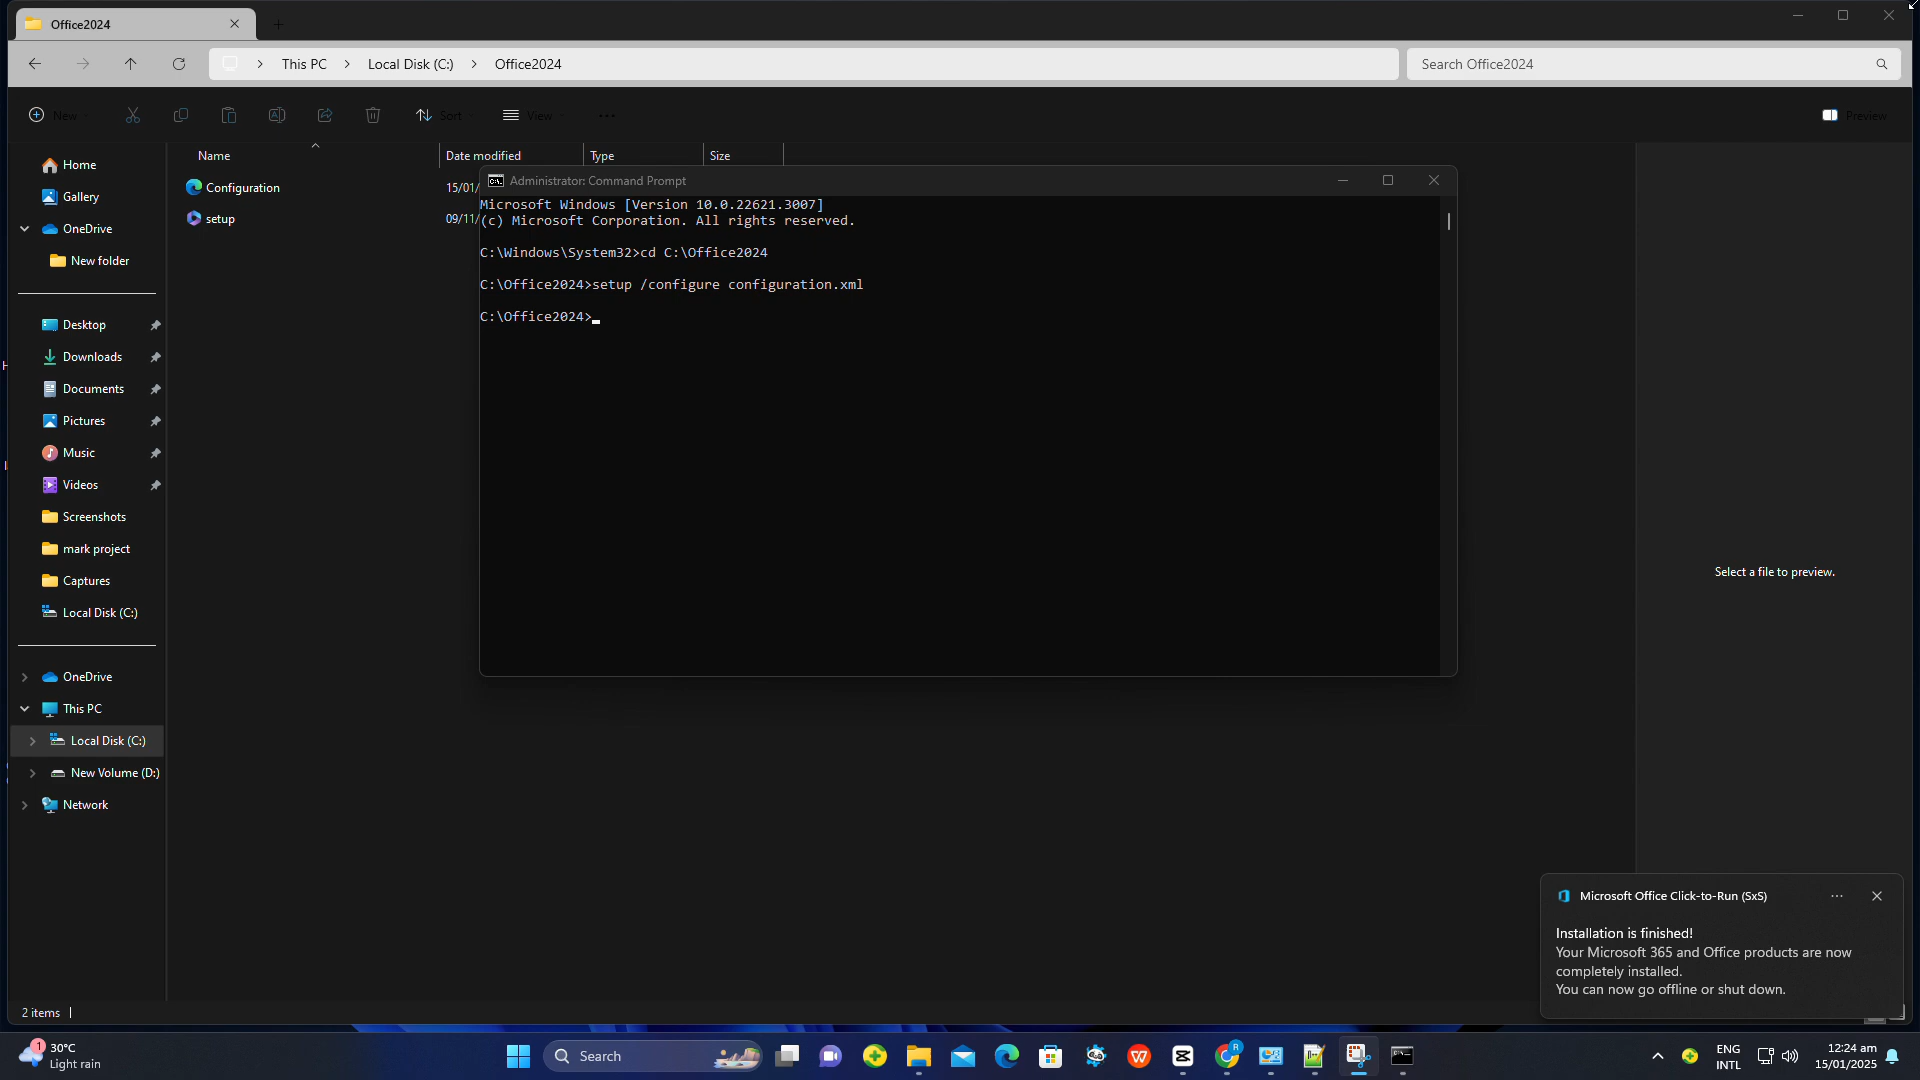 Office2024
This PC
Local Disk (C:)
Office2024
Search Office2024
New
Sort
View
Preview
Name
Date modified
Type
Size
Configuration
15/01/
setup
09/11/
Home
Gallery
OneDrive
New folder
Desktop
Downloads
Documents
Pictures
Music
Videos
Screenshots
mark project
Captures
Local Disk (C:)
OneDrive
This PC
Local Disk (C:)
New Volume (D:)
Network
2 items
Administrator: Command Prompt
Microsoft Windows [Version 10.0.22621.3007]
(c) Microsoft Corporation. All rights reserved.
C:\Windows\System32>cd C:\Office2024
C:\Office2024>setup /configure configuration.xml
C:\Office2024>
Select a file to preview.
Microsoft Office Click-to-Run (SxS)
Installation is finished!
Your Microsoft 365 and Office products are now
completely installed.
You can now go offline or shut down.
1
30°C
Light rain
Search
R
ENG
INTL
12:24 am
15/01/2025